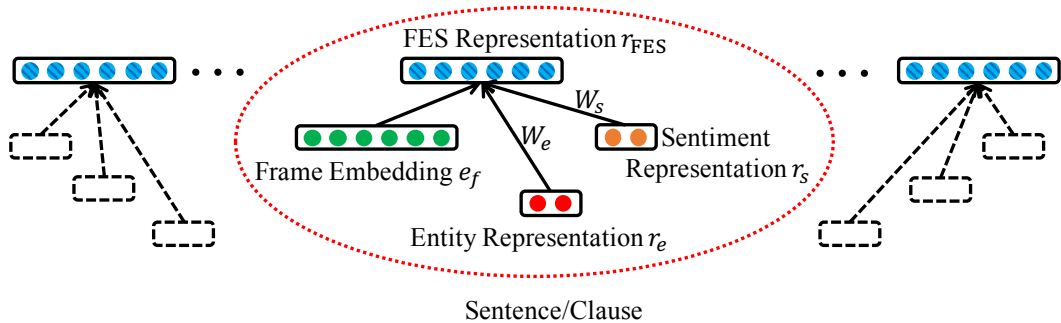 FES Representation r_FES
W_s
W_e
Sentiment
Representation r_s
Frame Embedding e_f
Entity Representation r_e
Sentence/Clause